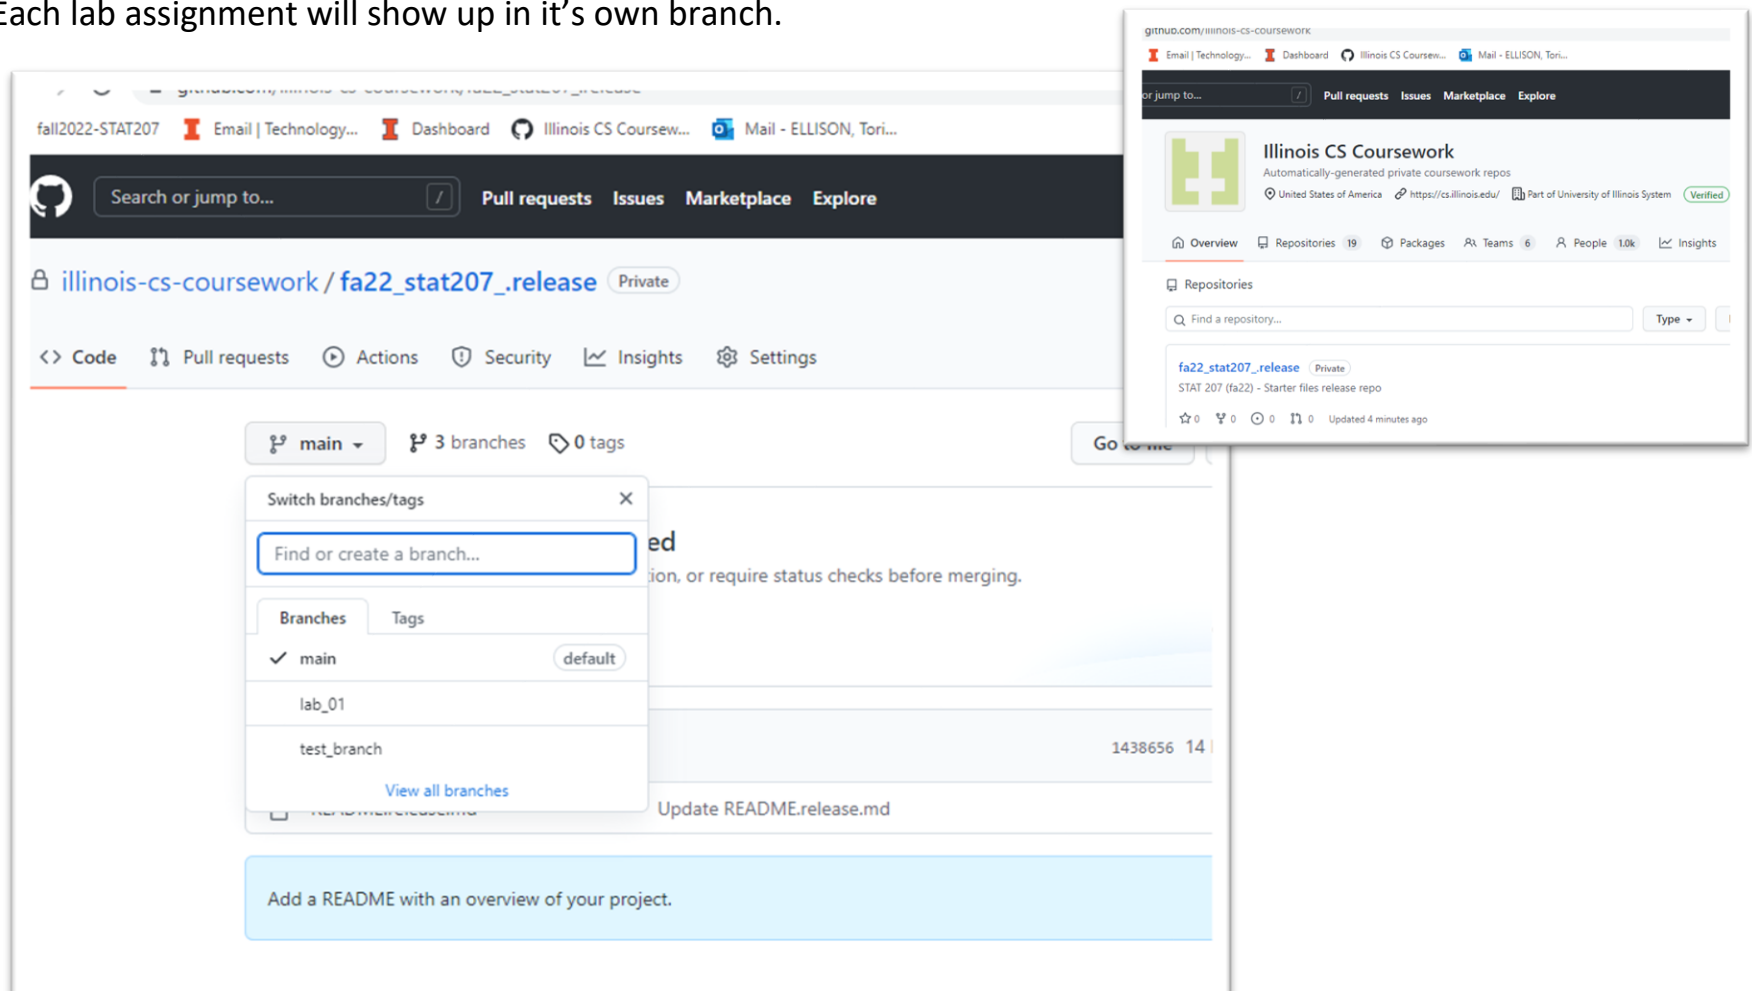 Each lab assignment will show up in it's own branch.
fall2022-STAT207 Email | Technology... Dashboard Illinois CS Coursew... Mail - ELLISON, Tori...
Search or jump to... / Pull requests Issues Marketplace Explore
illinois-cs-coursework / fa22_stat207_.release Private
<> Code Pull requests Actions Security Insights Settings
main 3 branches 0 tags Go to file
Switch branches/tags
Find or create a branch...
ed
tion, or require status checks before merging.
Branches Tags
main default
lab_01
test_branch
1438656 14
View all branches
README.release.md Update README.release.md
Add a README with an overview of your project.
github.com/illinois-cs-coursework
Email | Technology... Dashboard Illinois CS Coursew... Mail - ELLISON, Tori...
or jump to... / Pull requests Issues Marketplace Explore
Illinois CS Coursework
Automatically-generated private coursework repos
United States of America https://cs.illinois.edu/ Part of University of Illinois System Verified
Overview Repositories 19 Packages Teams 6 People 1.0k Insights
Repositories
Find a repository... Type
fa22_stat207_.release Private
STAT 207 (fa22) - Starter files release repo
0 0 0 0 Updated 4 minutes ago